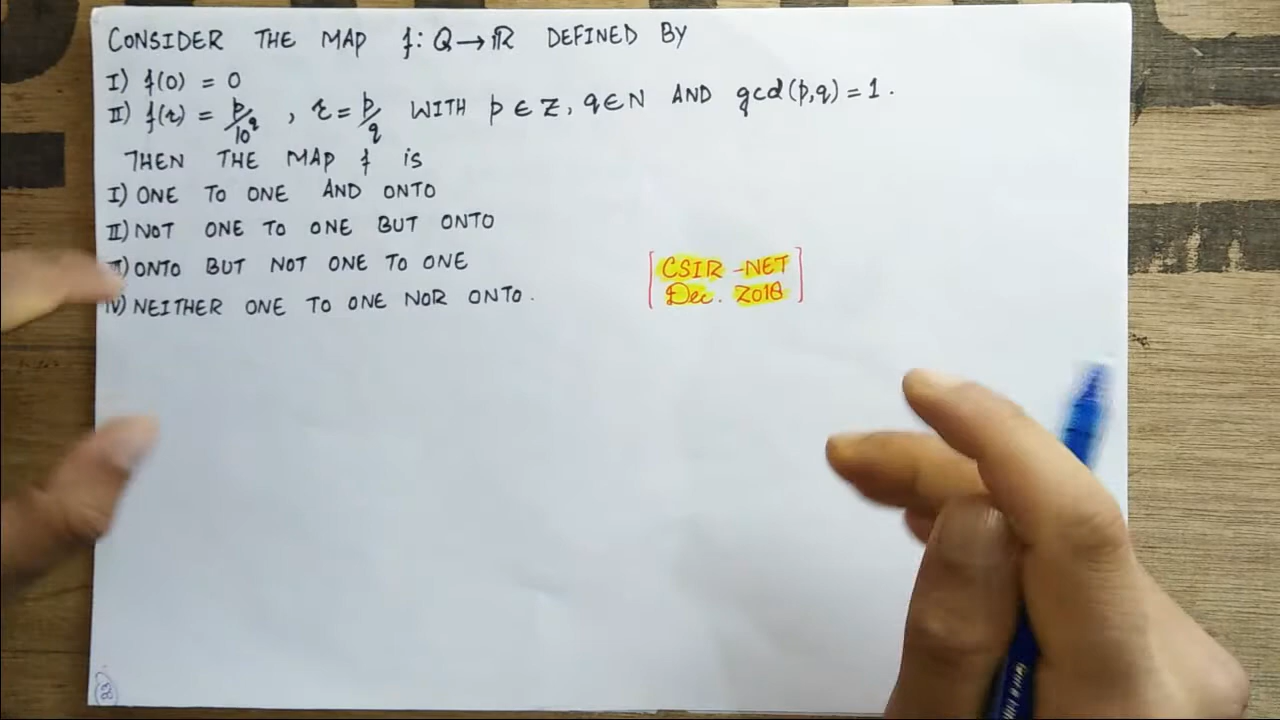 CONSIDER THE MAP f: Q→ℝ DEFINED BY
I) f(0) = 0
II) f(r) = p/10^q , r = p/q WITH p ∈ Z, q ∈ N AND gcd(p,q) = 1.
THEN THE MAP f is
I) ONE TO ONE AND ONTO
II) NOT ONE TO ONE BUT ONTO
III) ONTO BUT NOT ONE TO ONE
IV) NEITHER ONE TO ONE NOR ONTO.
[CSIR -NET
Dec. 2018]